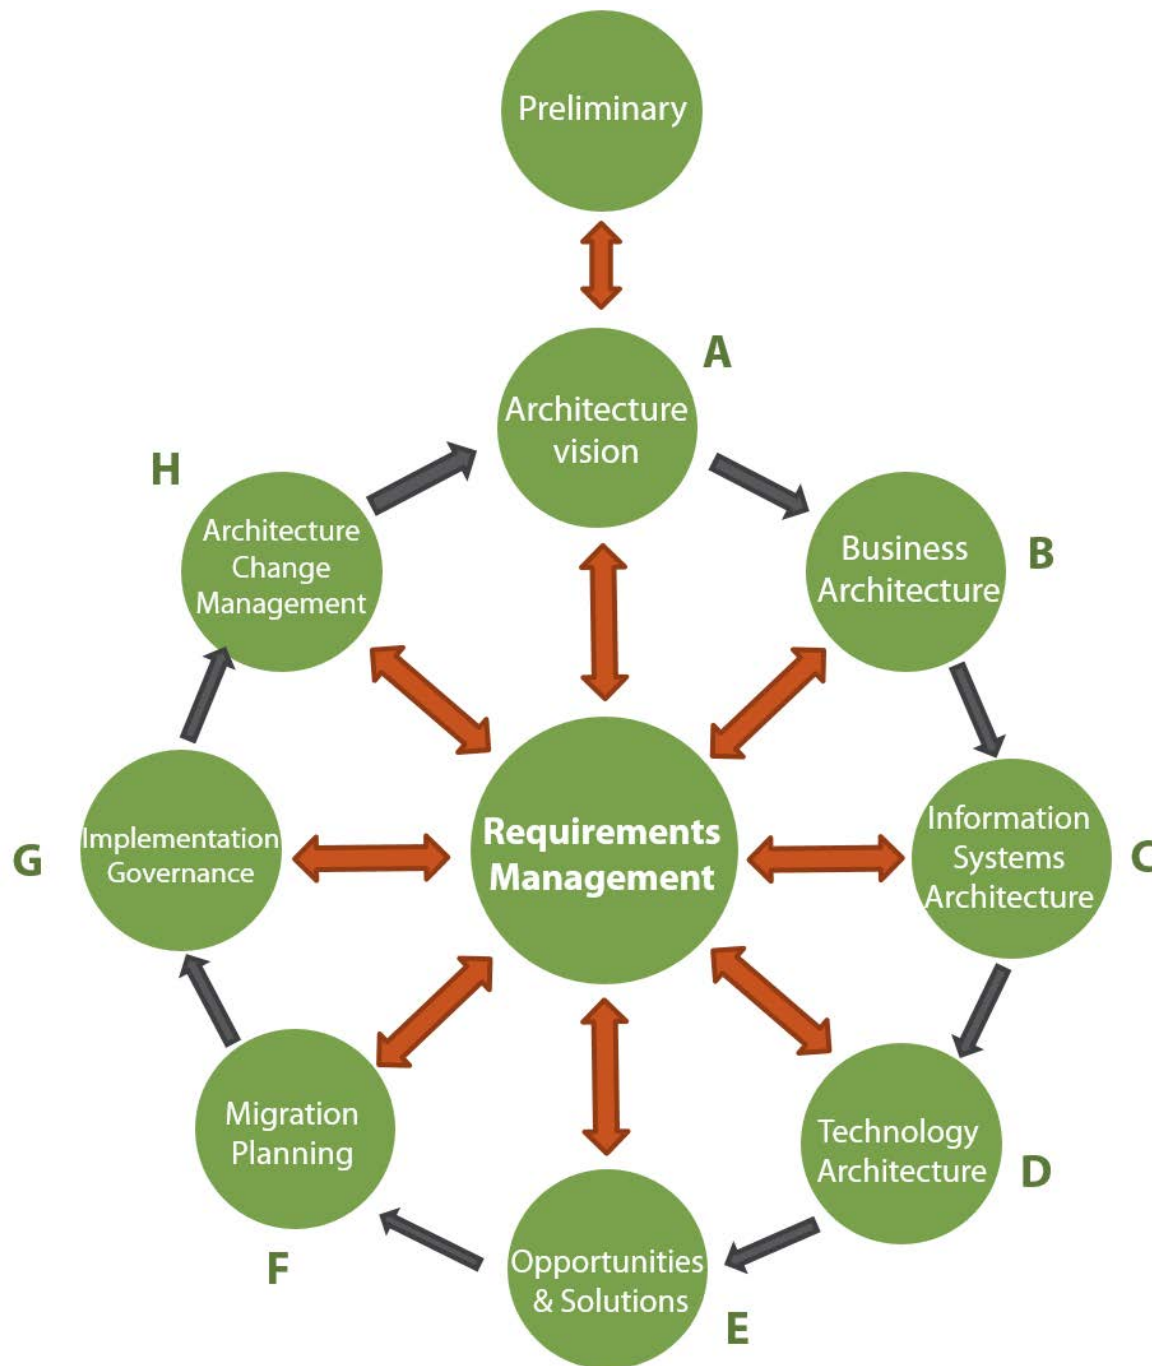 Preliminary
A
Architecture
vision
B
Business
Architecture
C
Information
Systems
Architecture
D
Technology
Architecture
E
Opportunities
& Solutions
F
Migration
Planning
G
Implementation
Governance
H
Architecture
Change
Management
Requirements
Management